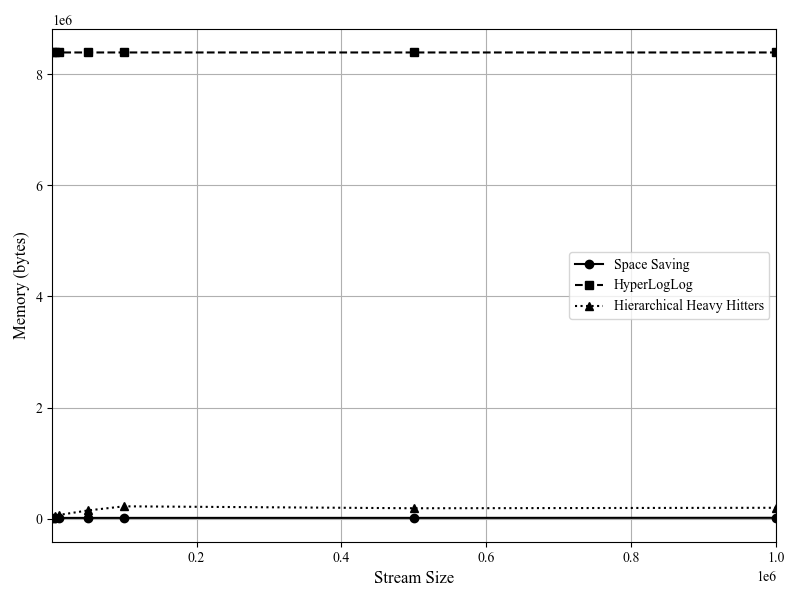 1e6
8
6
4
2
0
Memory (bytes)
Space Saving
HyperLogLog
Hierarchical Heavy Hitters
0.2
0.4
0.6
0.8
1.0
1e6
Stream Size